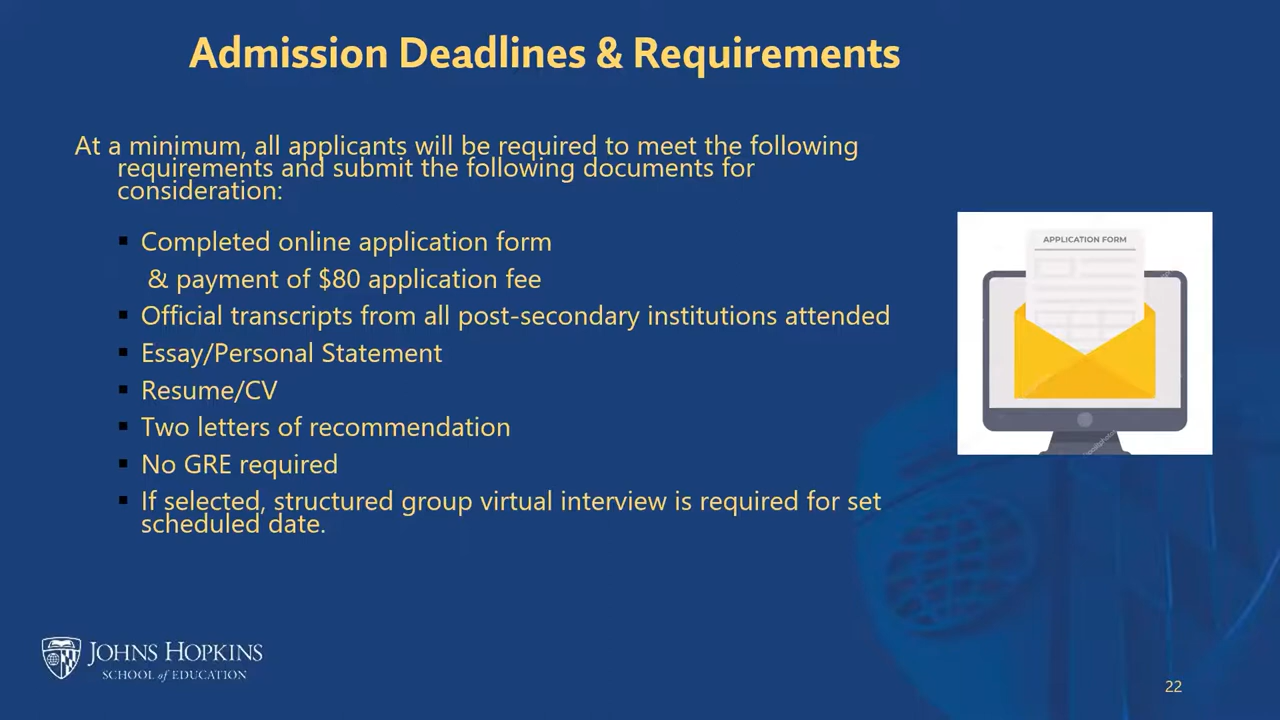 Admission Deadlines & Requirements
At a minimum, all applicants will be required to meet the following
requirements and submit the following documents for
consideration:
▪ Completed online application form
& payment of $80 application fee
▪ Official transcripts from all post-secondary institutions attended
▪ Essay/Personal Statement
▪ Resume/CV
▪ Two letters of recommendation
▪ No GRE required
▪ If selected, structured group virtual interview is required for set
scheduled date.
APPLICATION FORM
JOHNS HOPKINS
SCHOOL of EDUCATION
22